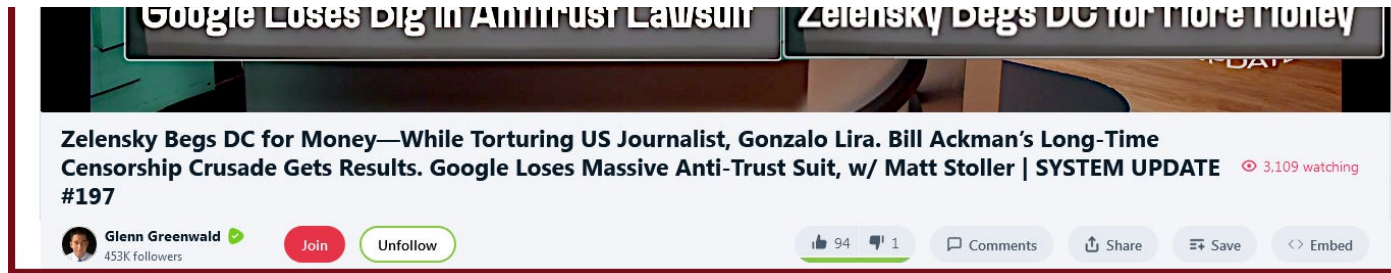 Google Loses Big in Antitrust Lawsuit
Zelensky Begs DC for More Money
UPDATE
Zelensky Begs DC for Money—While Torturing US Journalist, Gonzalo Lira. Bill Ackman’s Long-Time
Censorship Crusade Gets Results. Google Loses Massive Anti-Trust Suit, w/ Matt Stoller | SYSTEM UPDATE
#197
3,109 watching
Glenn Greenwald
453K followers
Join
Unfollow
94
1
Comments
Share
Save
Embed